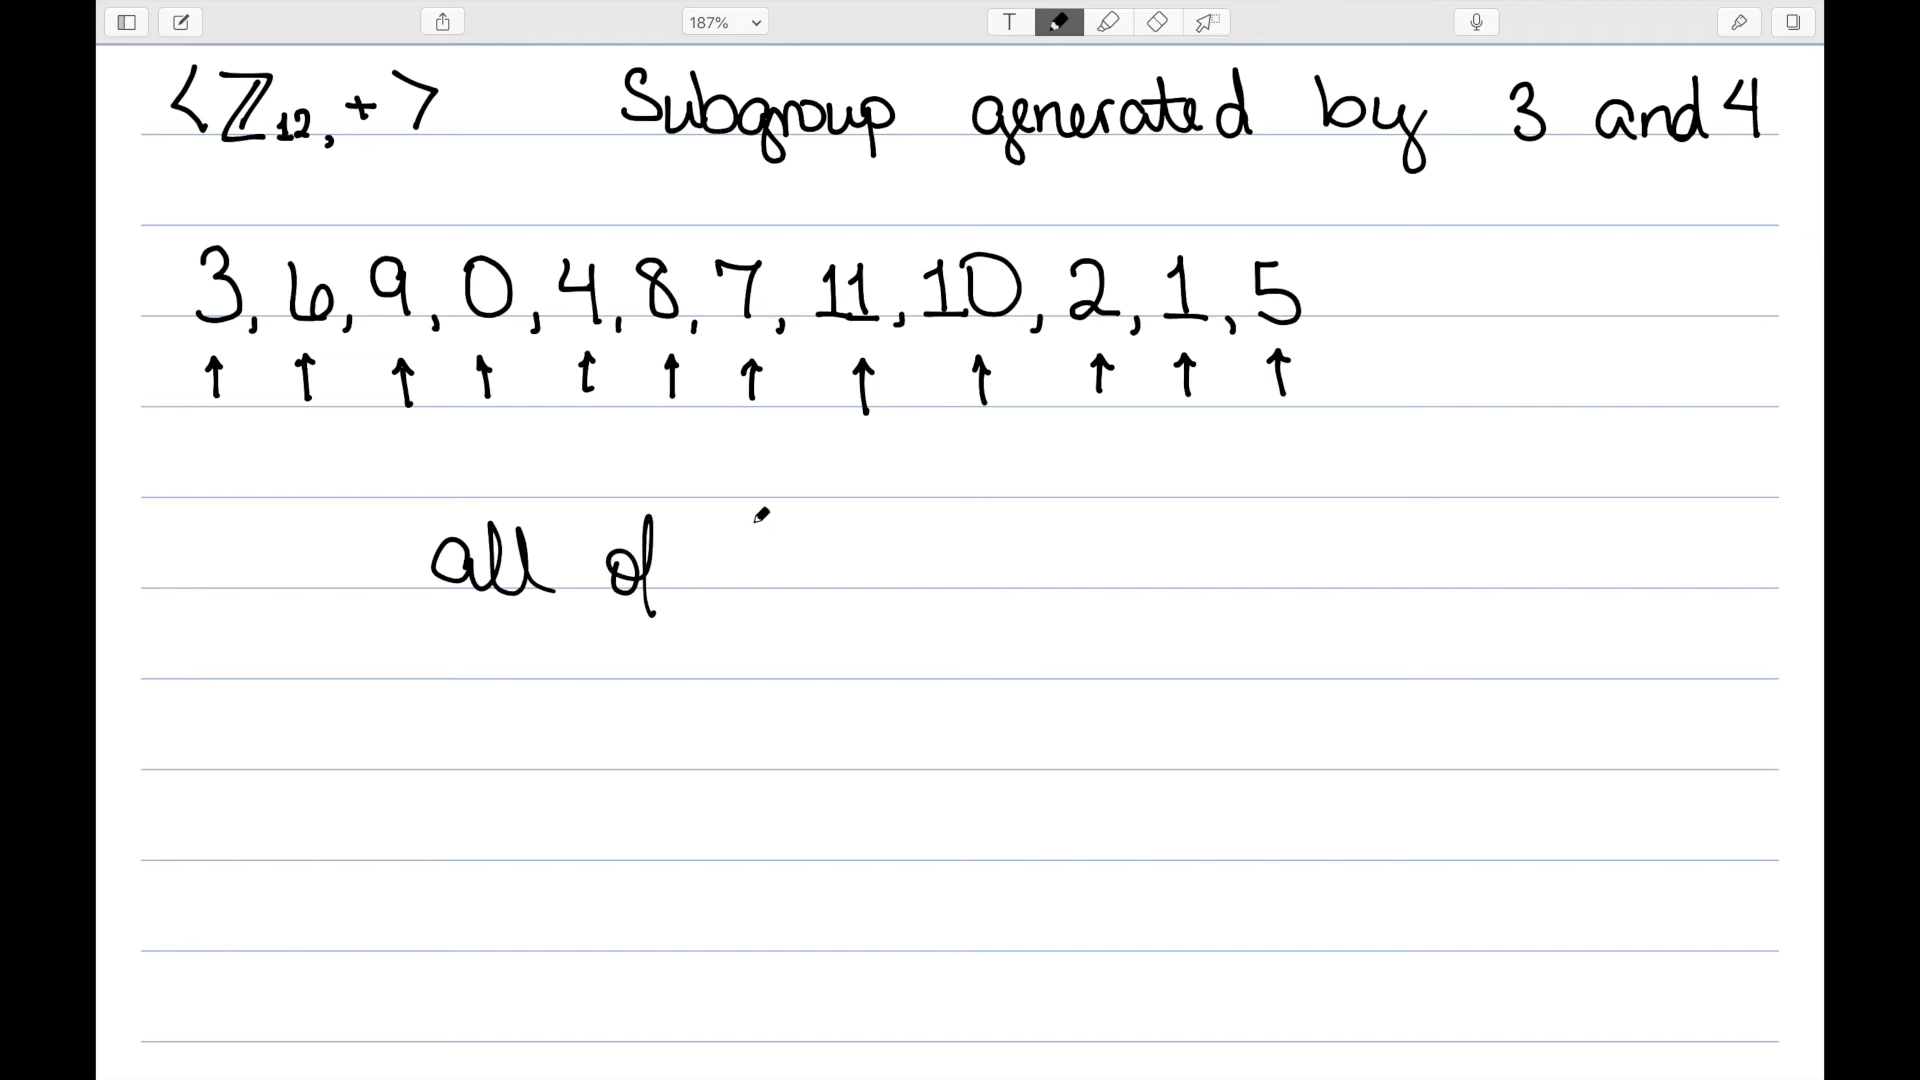 187%
T
<ℤ₁₂, +> Subgroup generated by 3 and 4
3, 6, 9, 0, 4, 8, 7, 11, 10, 2, 1, 5
↑ ↑ ↑ ↑ ↑ ↑ ↑ ↑ ↑ ↑ ↑ ↑
all of